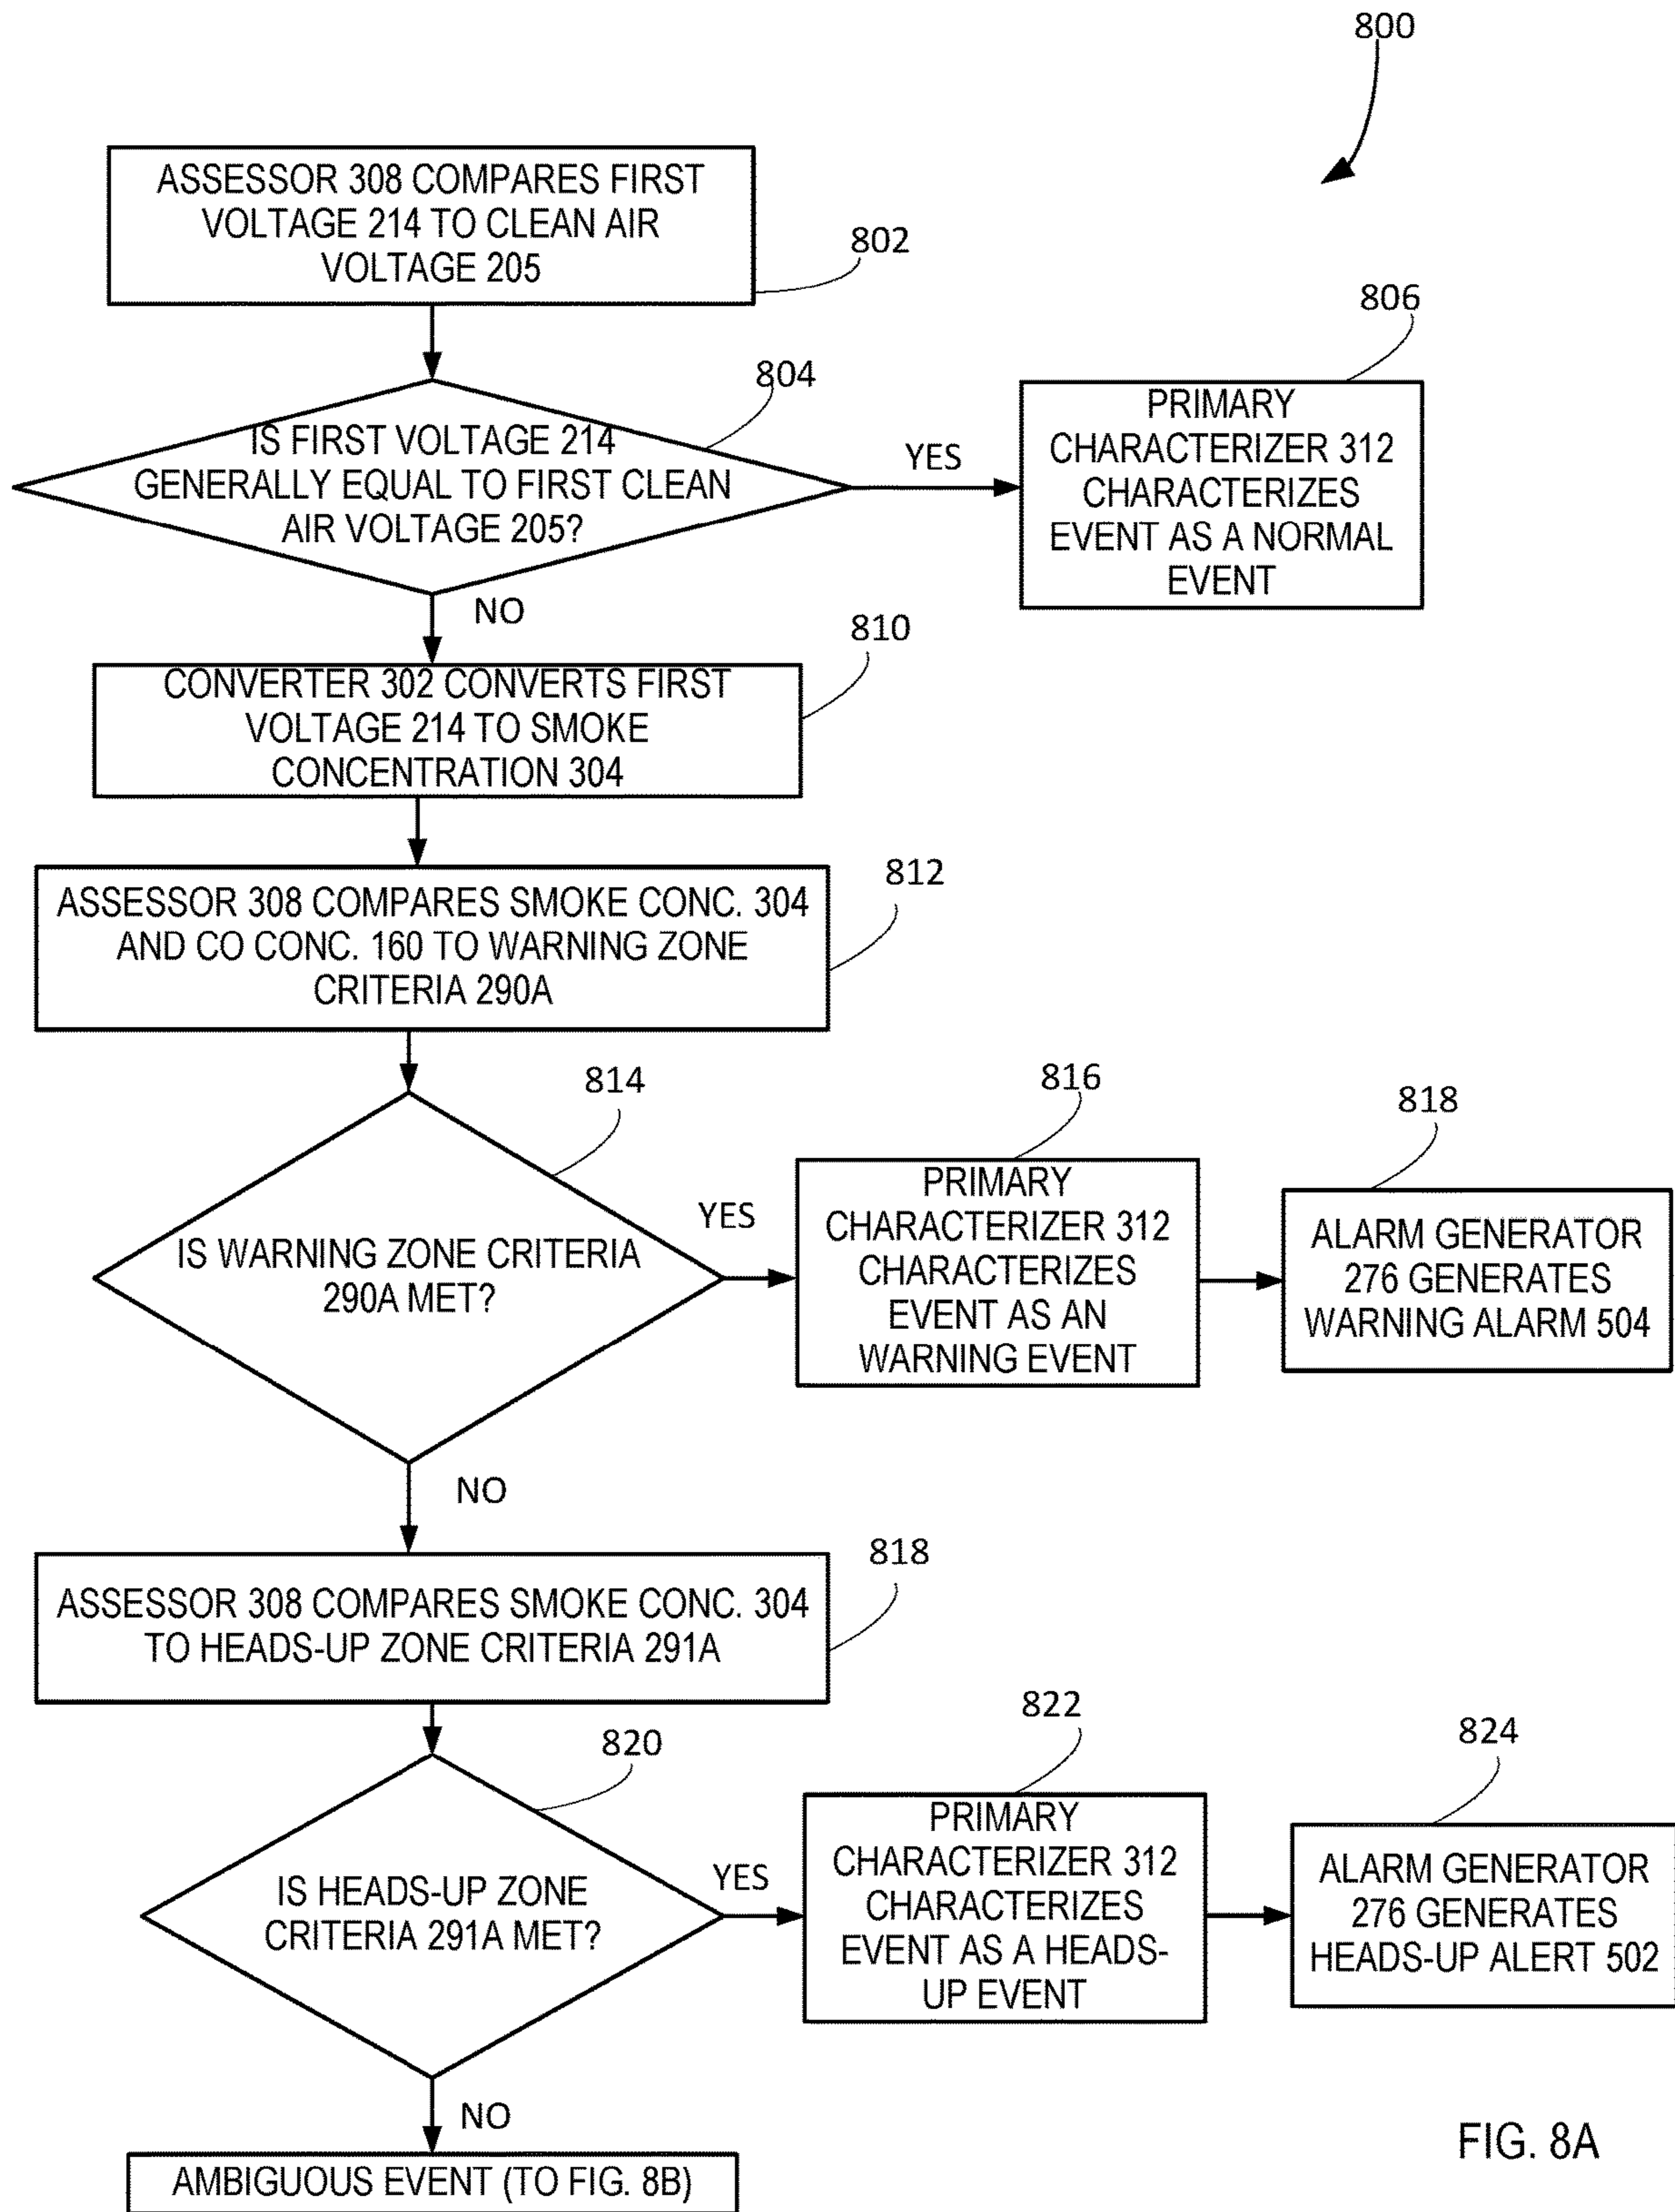 800
ASSESSOR 308 COMPARES FIRST
VOLTAGE 214 TO CLEAN AIR
VOLTAGE 205
802
804
IS FIRST VOLTAGE 214
GENERALLY EQUAL TO FIRST CLEAN
AIR VOLTAGE 205?
YES
806
PRIMARY
CHARACTERIZER 312
CHARACTERIZES
EVENT AS A NORMAL
EVENT
NO
810
CONVERTER 302 CONVERTS FIRST
VOLTAGE 214 TO SMOKE
CONCENTRATION 304
812
ASSESSOR 308 COMPARES SMOKE CONC. 304
AND CO CONC. 160 TO WARNING ZONE
CRITERIA 290A
814
IS WARNING ZONE CRITERIA
290A MET?
YES
816
PRIMARY
CHARACTERIZER 312
CHARACTERIZES
EVENT AS AN
WARNING EVENT
818
ALARM GENERATOR
276 GENERATES
WARNING ALARM 504
NO
818
ASSESSOR 308 COMPARES SMOKE CONC. 304
TO HEADS-UP ZONE CRITERIA 291A
820
IS HEADS-UP ZONE
CRITERIA 291A MET?
YES
822
PRIMARY
CHARACTERIZER 312
CHARACTERIZES
EVENT AS A HEADS-
UP EVENT
824
ALARM GENERATOR
276 GENERATES
HEADS-UP ALERT 502
NO
AMBIGUOUS EVENT (TO FIG. 8B)
FIG. 8A